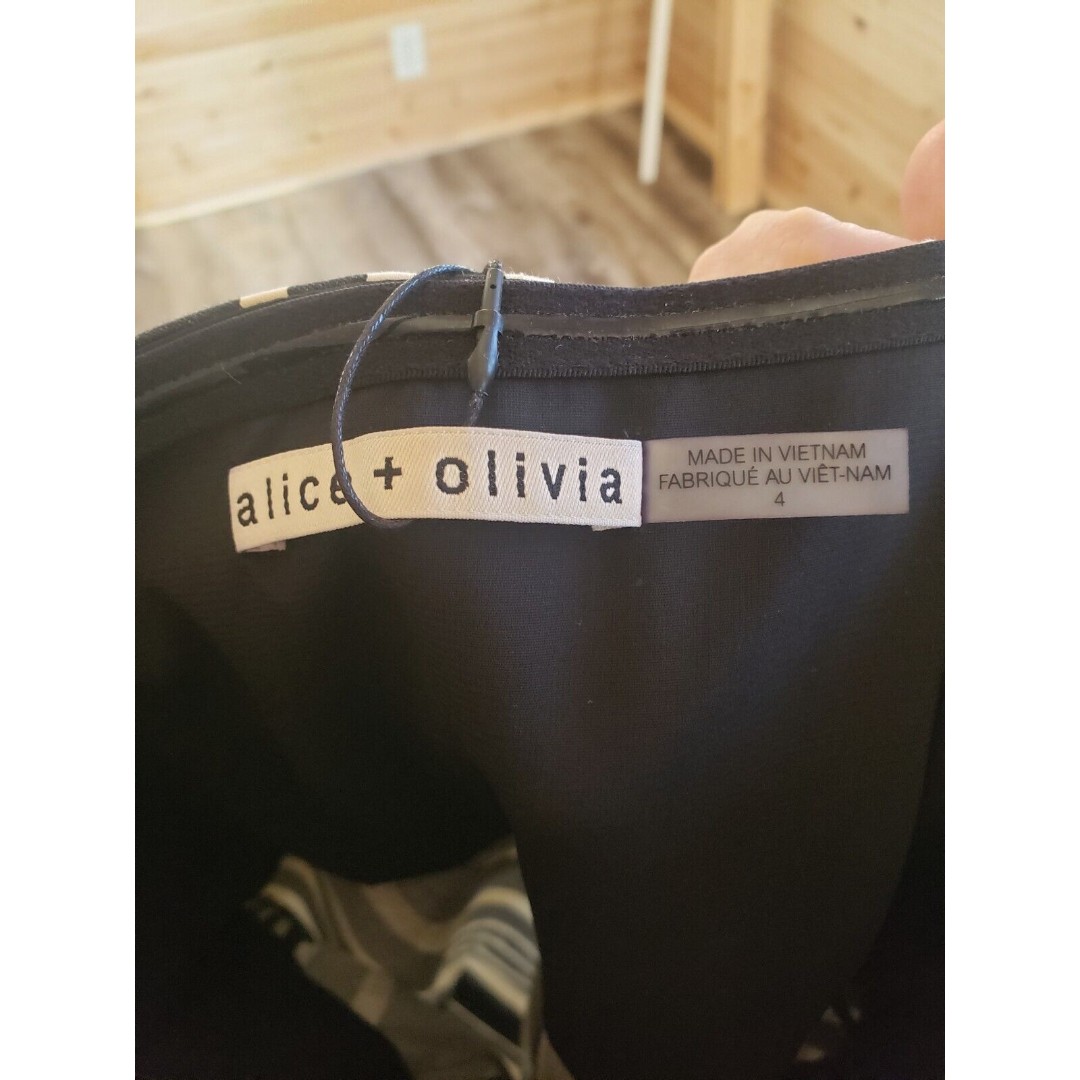 alice + olivia
MADE IN VIETNAM
FABRIQUÉ AU VIÊT-NAM
4